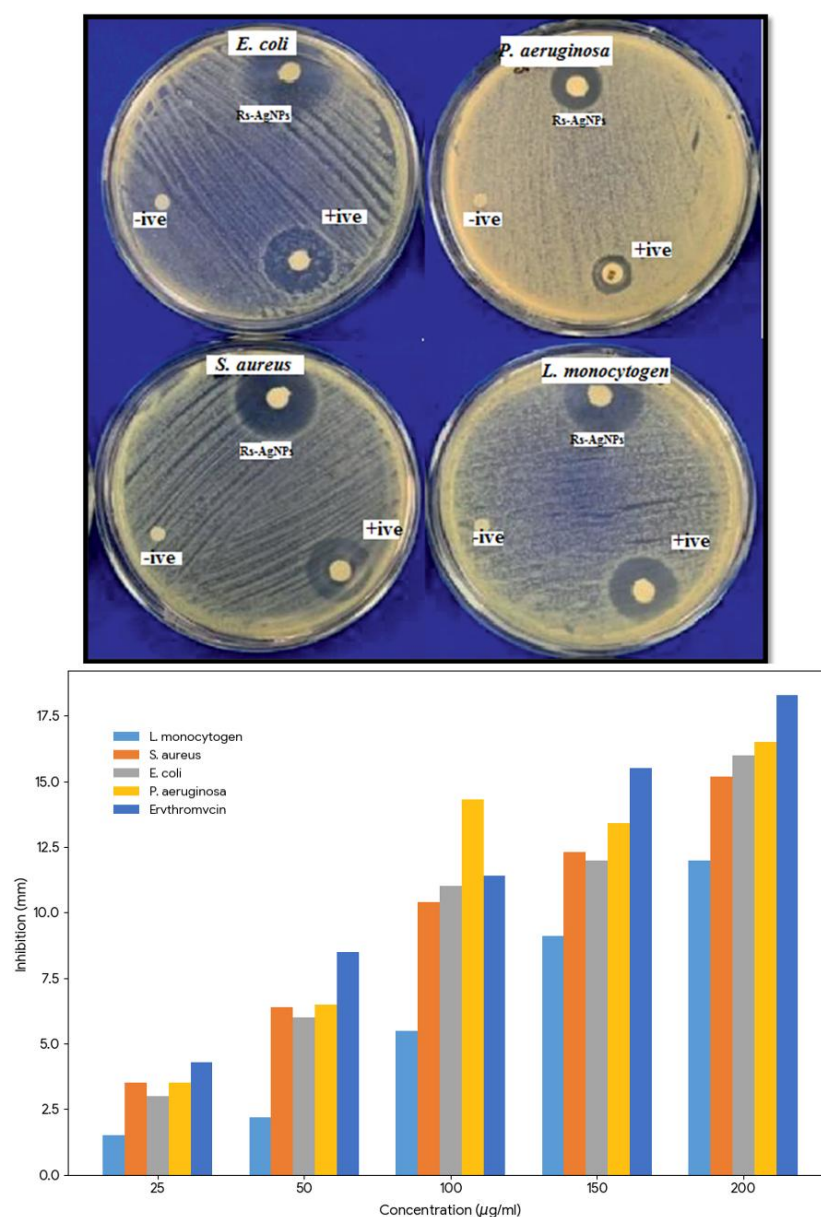 E. coli
Rs-AgNPs
-ive
+ive
P. aeruginosa
Rs-AgNPs
-ive
+ive
S. aureus
Rs-AgNPs
-ive
+ive
L. monocytogen
Rs-AgNPs
-ive
+ive
17.5
15.0
12.5
10.0
7.5
5.0
2.5
0.0
Inhibition (mm)
L. monocytogen
S. aureus
E. coli
P. aeruginosa
Ervthromvcin
25 50 100 150 200
Concentration (µg/ml)